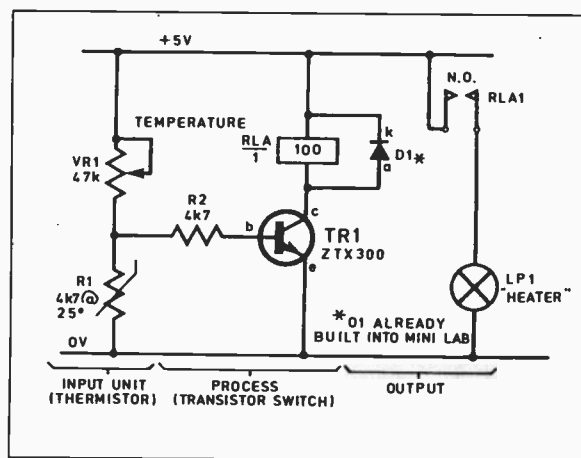 +5V
N.O.
RLA1
TEMPERATURE
VR1
47k
RLA
1
100
k
D1*
a
R2
4k7
b
c
e
TR1
ZTX300
R1
4k7@
25°
LP1
"HEATER"
*01 ALREADY
BUILT INTO MINI LAB
0V
INPUT UNIT
(THERMISTOR)
PROCESS
(TRANSISTOR SWITCH)
OUTPUT